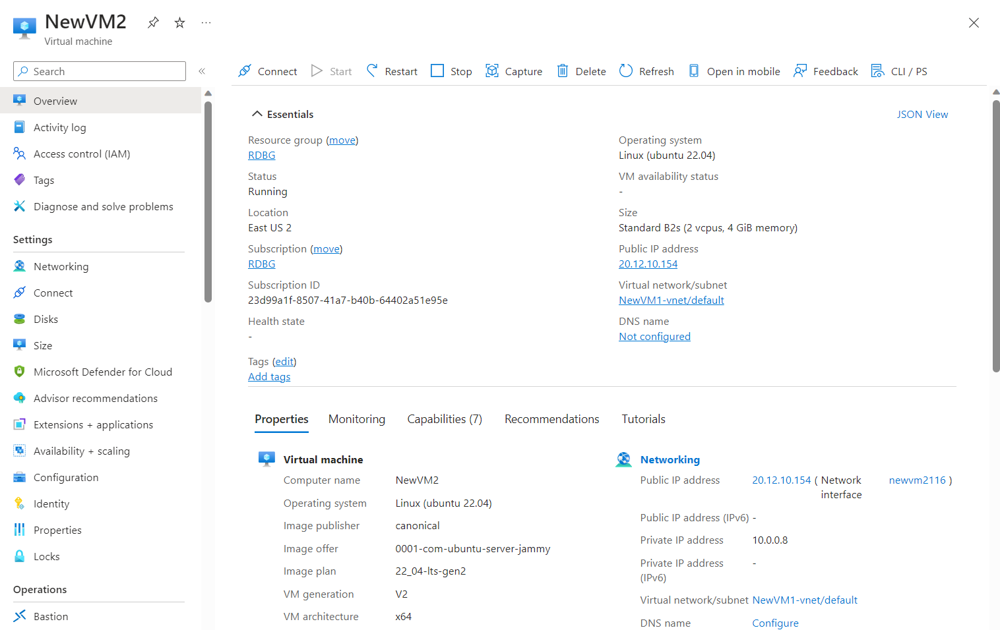 NewVM2
Virtual machine
Search
Connect
Start
Restart
Stop
Capture
Delete
Refresh
Open in mobile
Feedback
CLI / PS
Overview
Activity log
Access control (IAM)
Tags
Diagnose and solve problems
Settings
Networking
Connect
Disks
Size
Microsoft Defender for Cloud
Advisor recommendations
Extensions + applications
Availability + scaling
Configuration
Identity
Properties
Locks
Operations
Bastion
Essentials
JSON View
Resource group (move)
RDBG
Status
Running
Location
East US 2
Subscription (move)
RDBG
Subscription ID
23d99a1f-8507-41a7-b40b-64402a51e95e
Health state
-
Operating system
Linux (ubuntu 22.04)
VM availability status
-
Size
Standard B2s (2 vcpus, 4 GiB memory)
Public IP address
20.12.10.154
Virtual network/subnet
NewVM1-vnet/default
DNS name
Not configured
Tags (edit)
Add tags
Properties
Monitoring
Capabilities (7)
Recommendations
Tutorials
Virtual machine
Computer name NewVM2
Operating system Linux (ubuntu 22.04)
Image publisher canonical
Image offer 0001-com-ubuntu-server-jammy
Image plan 22_04-lts-gen2
VM generation V2
VM architecture x64
Networking
Public IP address 20.12.10.154 ( Network interface newvm2116 )
Public IP address (IPv6) -
Private IP address 10.0.0.8
Private IP address (IPv6) -
Virtual network/subnet NewVM1-vnet/default
DNS name Configure